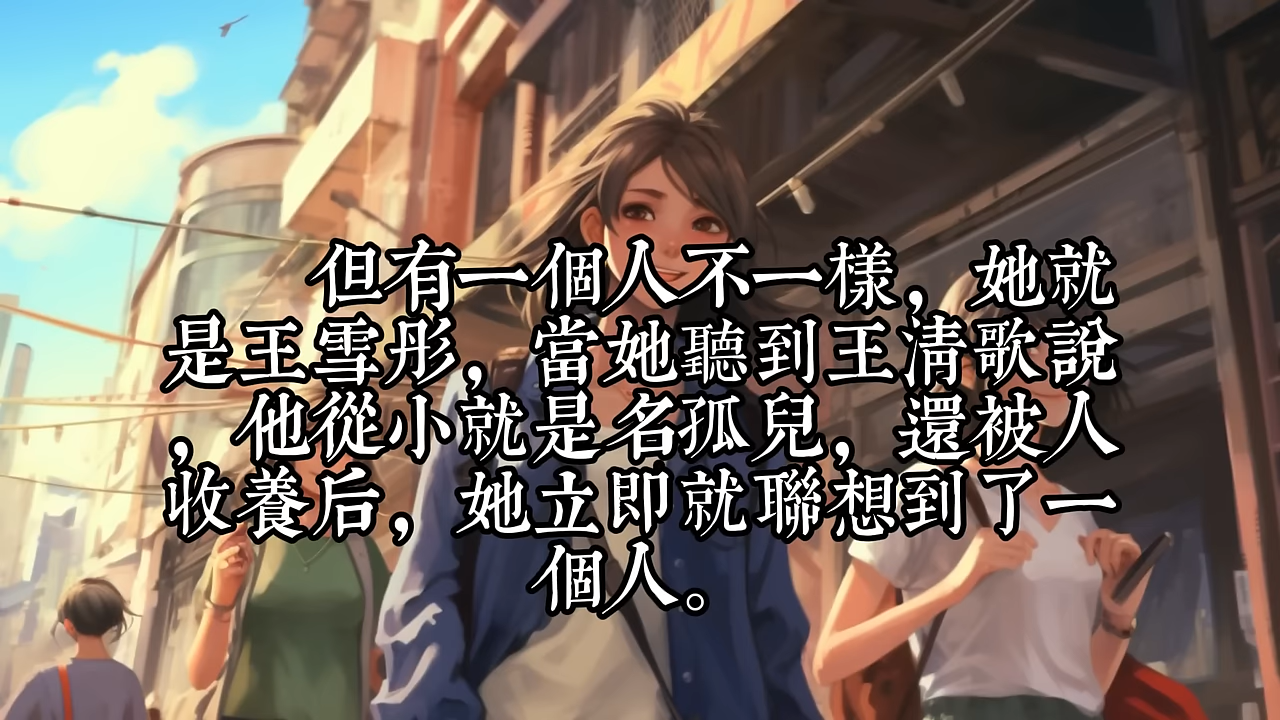 但有一個人不一樣，她就
是王雪彤，當她聽到王清歌說
，他從小就是名孤兒，還被人
收養后，她立即就聯想到了一
個人。